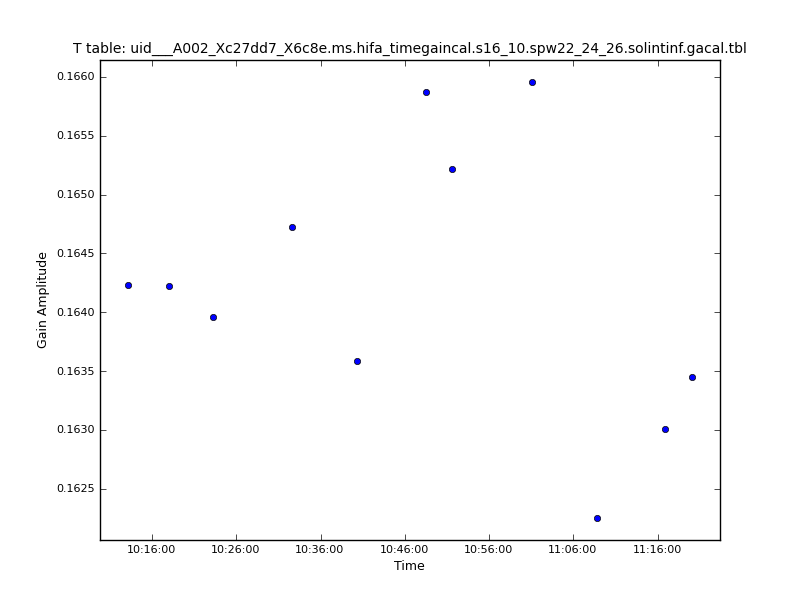 T table: uid___A002_Xc27dd7_X6c8e.ms.hifa_timegaincal.s16_10.spw22_24_26.solintinf.gacal.tbl
0.1660
0.1655
0.1650
0.1645
0.1640
0.1635
0.1630
0.1625
Gain Amplitude
10:16:00 10:26:00 10:36:00 10:46:00 10:56:00 11:06:00 11:16:00
Time